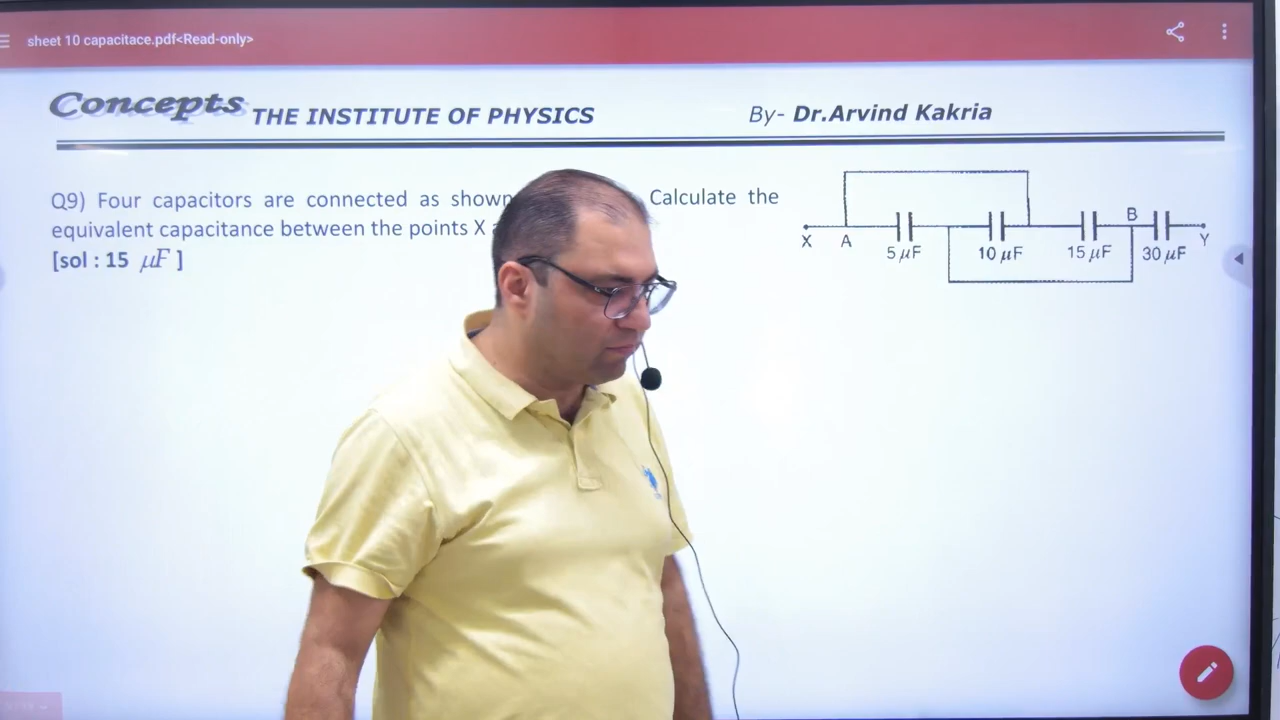 sheet 10 capacitace.pdf<Read-only>
Concepts THE INSTITUTE OF PHYSICS By- Dr.Arvind Kakria
Q9) Four capacitors are connected as shown Calculate the
equivalent capacitance between the points X
[sol : 15 μF ]
B
X A Y
5 μF 10 μF 15 μF 30 μF